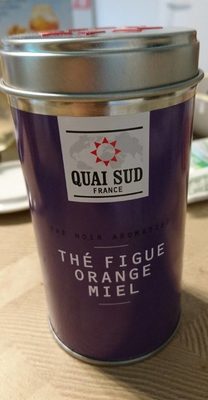 QUAI SUD
FRANCE
THÉ NOIR AROMATISÉ
THÉ FIGUE
ORANGE
MIEL